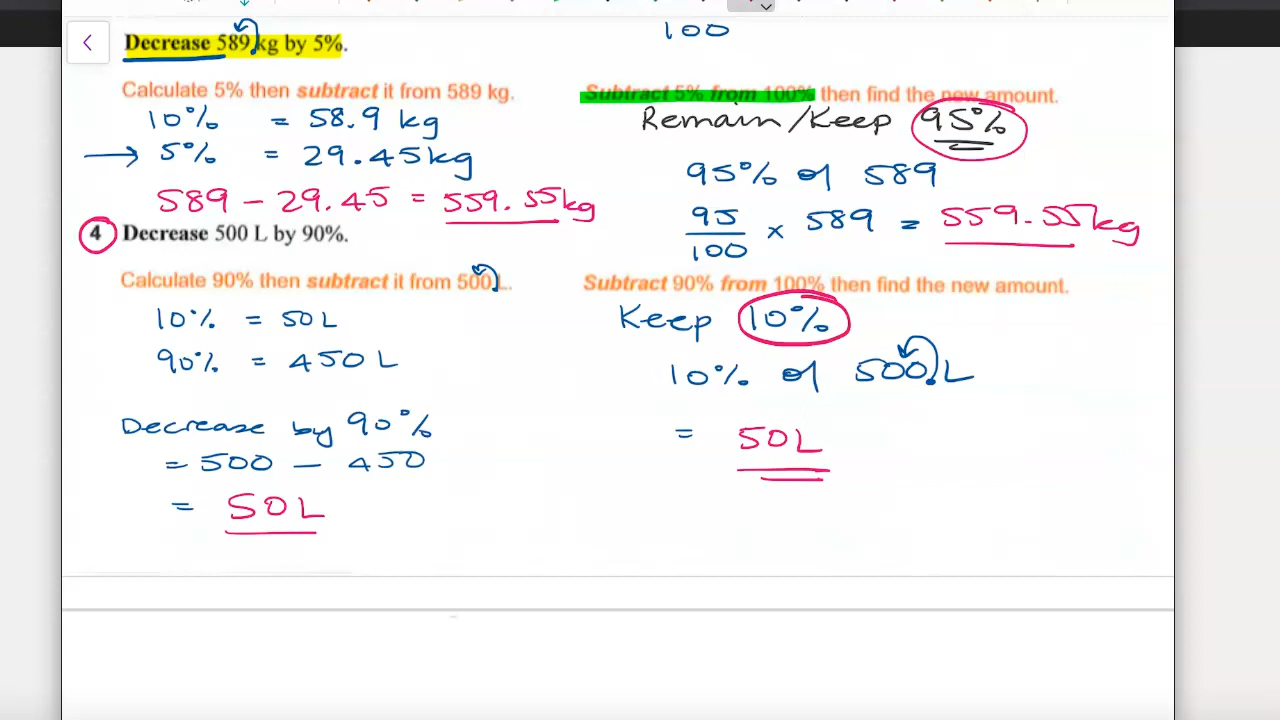 100
Decrease 589 kg by 5%.
Calculate 5% then subtract it from 589 kg.
10% = 58.9 kg
5% = 29.45kg
589 - 29.45 = 559.55kg
Subtract 5% from 100% then find the new amount.
Remain/Keep 95%
95% of 589
95/100 × 589 = 559.55kg
4 Decrease 500 L by 90%.
Calculate 90% then subtract it from 500 L.
10% = 50L
90% = 450L
Decrease by 90%
= 500 - 450
= 50L
Subtract 90% from 100% then find the new amount.
Keep 10%
10% of 500.L
= 50L